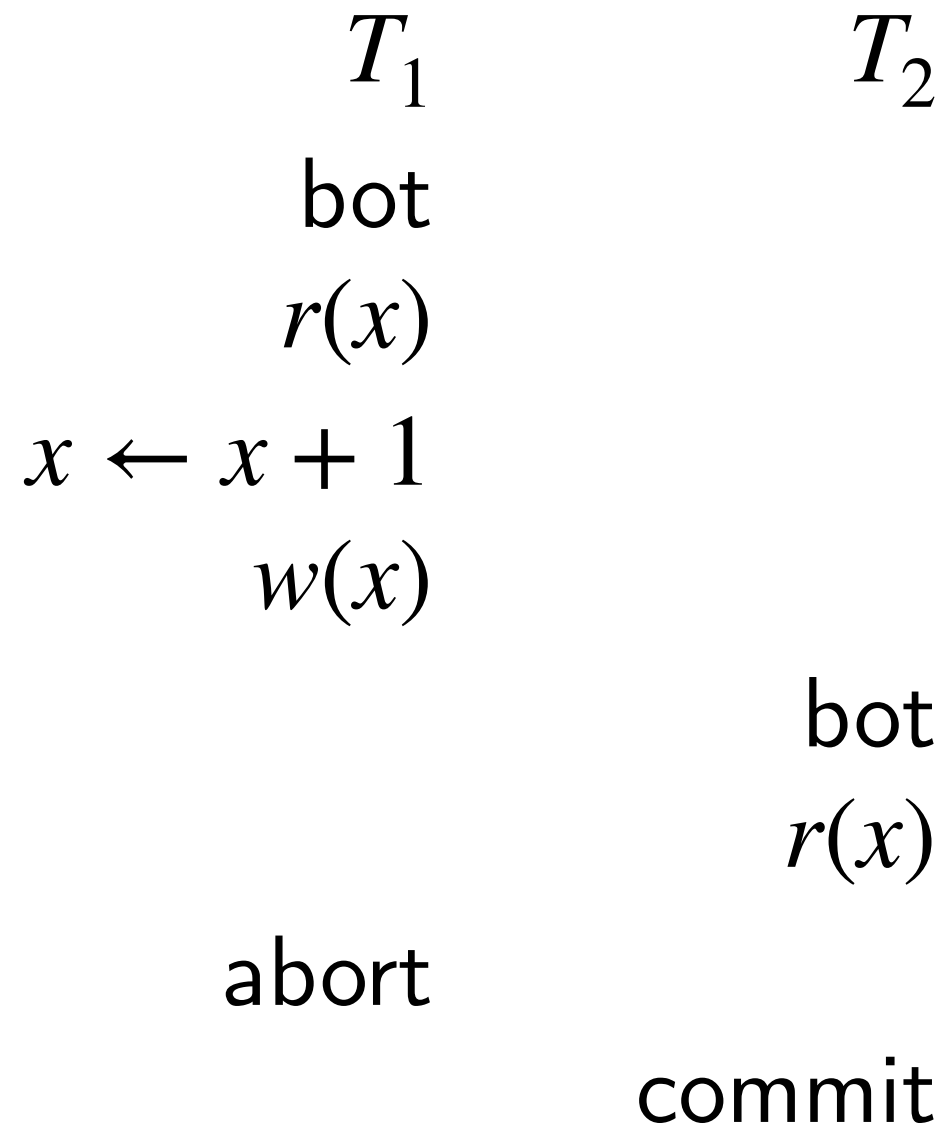 T₁ T₂
bot
r(x)
x ← x + 1
w(x)
bot
r(x)
abort
commit